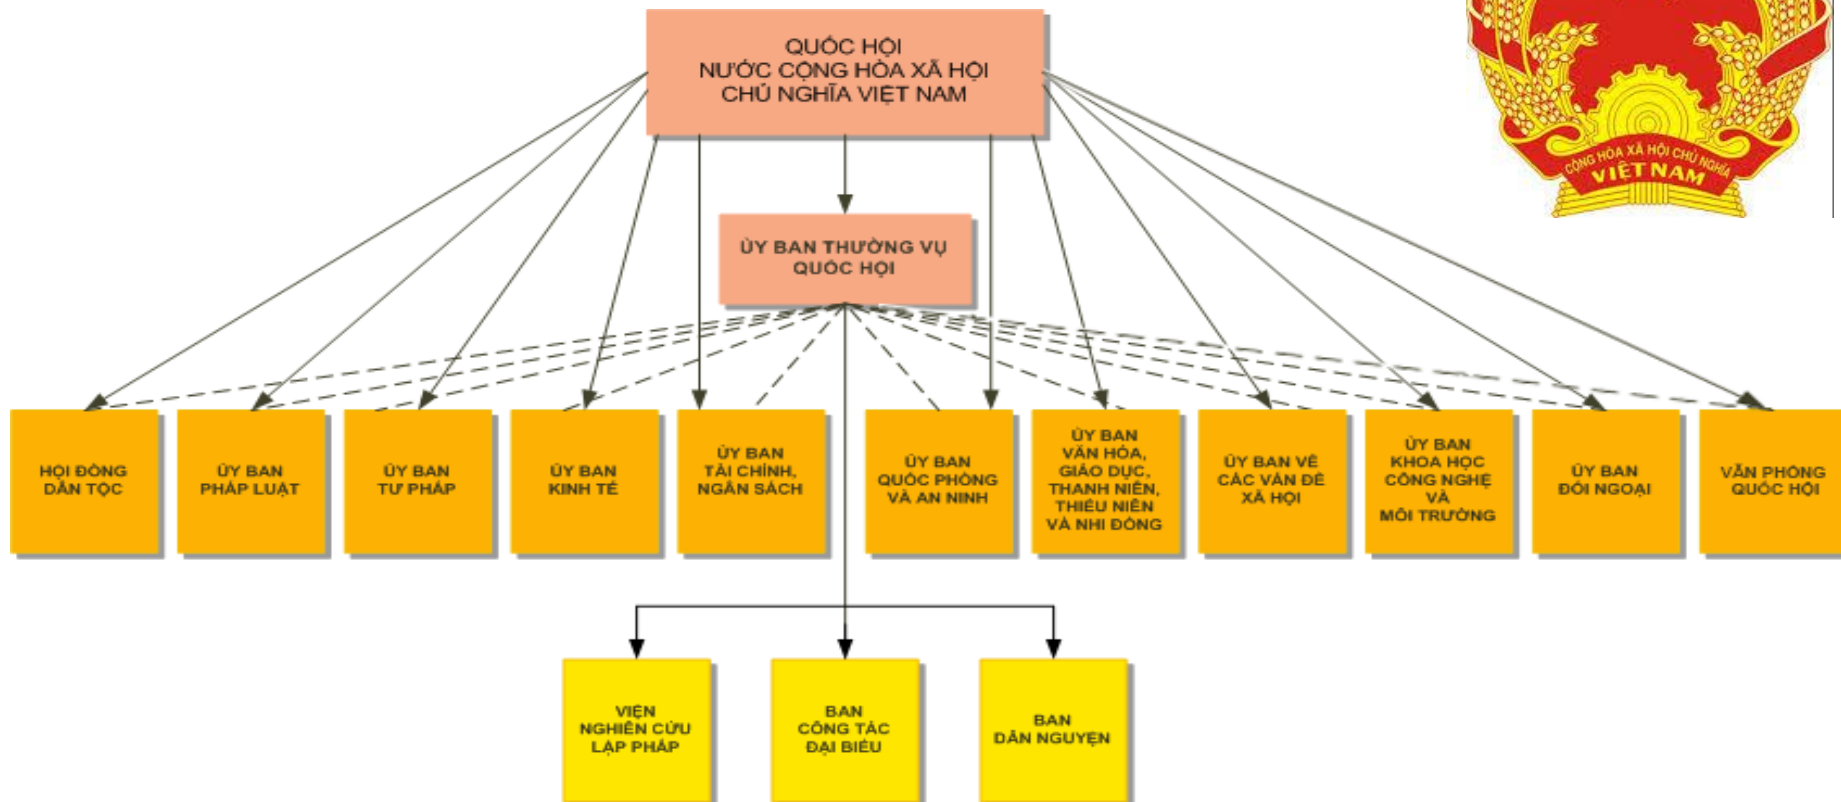 QUỐC HỘI
NƯỚC CỘNG HÒA XÃ HỘI
CHỦ NGHĨA VIỆT NAM
CỘNG HÒA XÃ HỘI CHỦ NGHĨA
VIỆT NAM
ỦY BAN THƯỜNG VỤ
QUỐC HỘI
HỘI ĐỒNG
DÂN TỘC
ỦY BAN
PHÁP LUẬT
ỦY BAN
TƯ PHÁP
ỦY BAN
KINH TẾ
ỦY BAN
TÀI CHÍNH,
NGÂN SÁCH
ỦY BAN
QUỐC PHÒNG
VÀ AN NINH
ỦY BAN
VĂN HÓA,
GIÁO DỤC,
THANH NIÊN,
THIẾU NIÊN
VÀ NHI ĐỒNG
ỦY BAN VỀ
CÁC VẤN ĐỀ
XÃ HỘI
ỦY BAN
KHOA HỌC
CÔNG NGHỆ
VÀ
MÔI TRƯỜNG
ỦY BAN
ĐỐI NGOẠI
VĂN PHÒNG
QUỐC HỘI
VIỆN
NGHIÊN CỨU
LẬP PHÁP
BAN
CÔNG TÁC
ĐẠI BIỂU
BAN
DÂN NGUYỆN